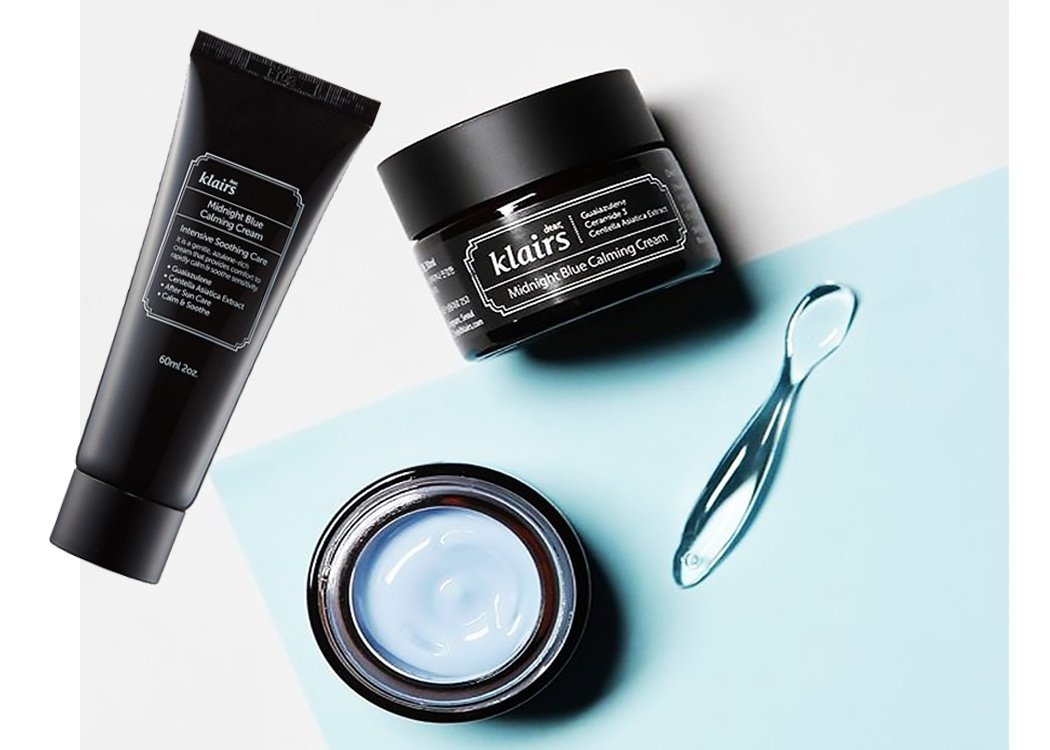 dear,
klairs
Midnight Blue
Calming Cream
Intensive Soothing Care
It is a gentle, azulene-rich
cream that provides comfort to
rapidly calm & soothe sensitivity.
• Guaiazulene
• Centella Asiatica Extract
• After Sun Care
• Calm & Soothe
60ml 2oz.
dear,
klairs
Guaiazulene
Ceramide 3
Centella Asiatica Extract
Midnight Blue Calming Cream
Seoul